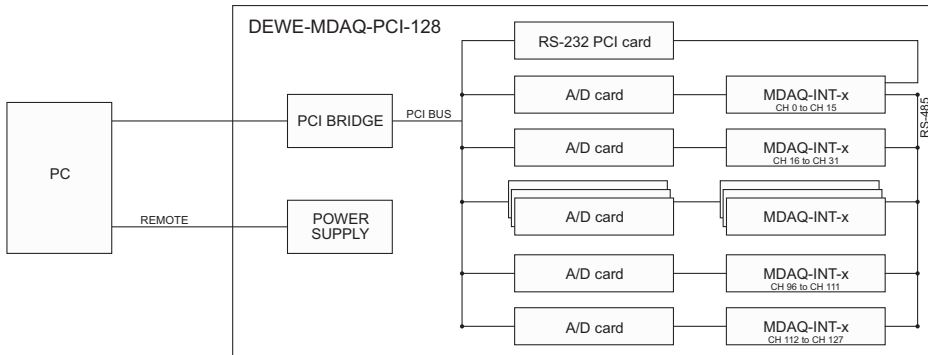 DEWE-MDAQ-PCI-128
RS-232 PCI card
A/D card
MDAQ-INT-x
CH 0 to CH 15
RS-485
PC
PCI BRIDGE
PCI BUS
A/D card
MDAQ-INT-x
CH 16 to CH 31
REMOTE
POWER
SUPPLY
A/D card
MDAQ-INT-x
A/D card
MDAQ-INT-x
CH 96 to CH 111
A/D card
MDAQ-INT-x
CH 112 to CH 127